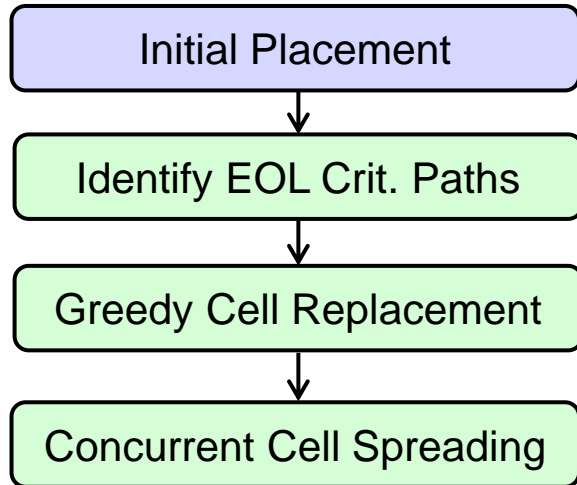 Initial Placement
Identify EOL Crit. Paths
Greedy Cell Replacement
Concurrent Cell Spreading